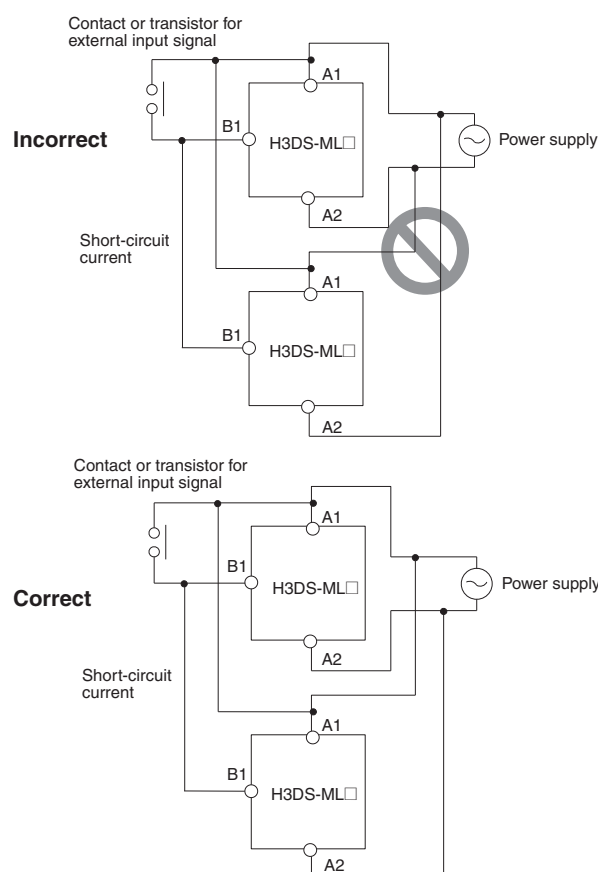 Contact or transistor for
external input signal
A1
B1
H3DS-ML□
Incorrect
Power supply
A2
Short-circuit
current
A1
B1
H3DS-ML□
A2
Contact or transistor for
external input signal
A1
B1
H3DS-ML□
Correct
Power supply
A2
Short-circuit
current
A1
B1
H3DS-ML□
A2